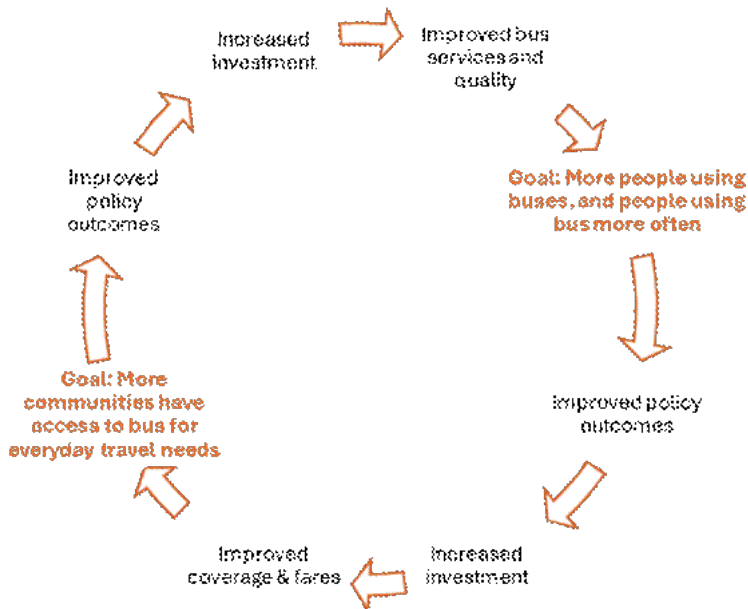 Increased
investment
Improved bus
services and
quality
Goal: More people using
buses, and people using
bus more often
Improved policy
outcomes
Increased
investment
Improved
coverage & fares
Goal: More
communities have
access to bus for
everyday travel needs
Improved
policy
outcomes